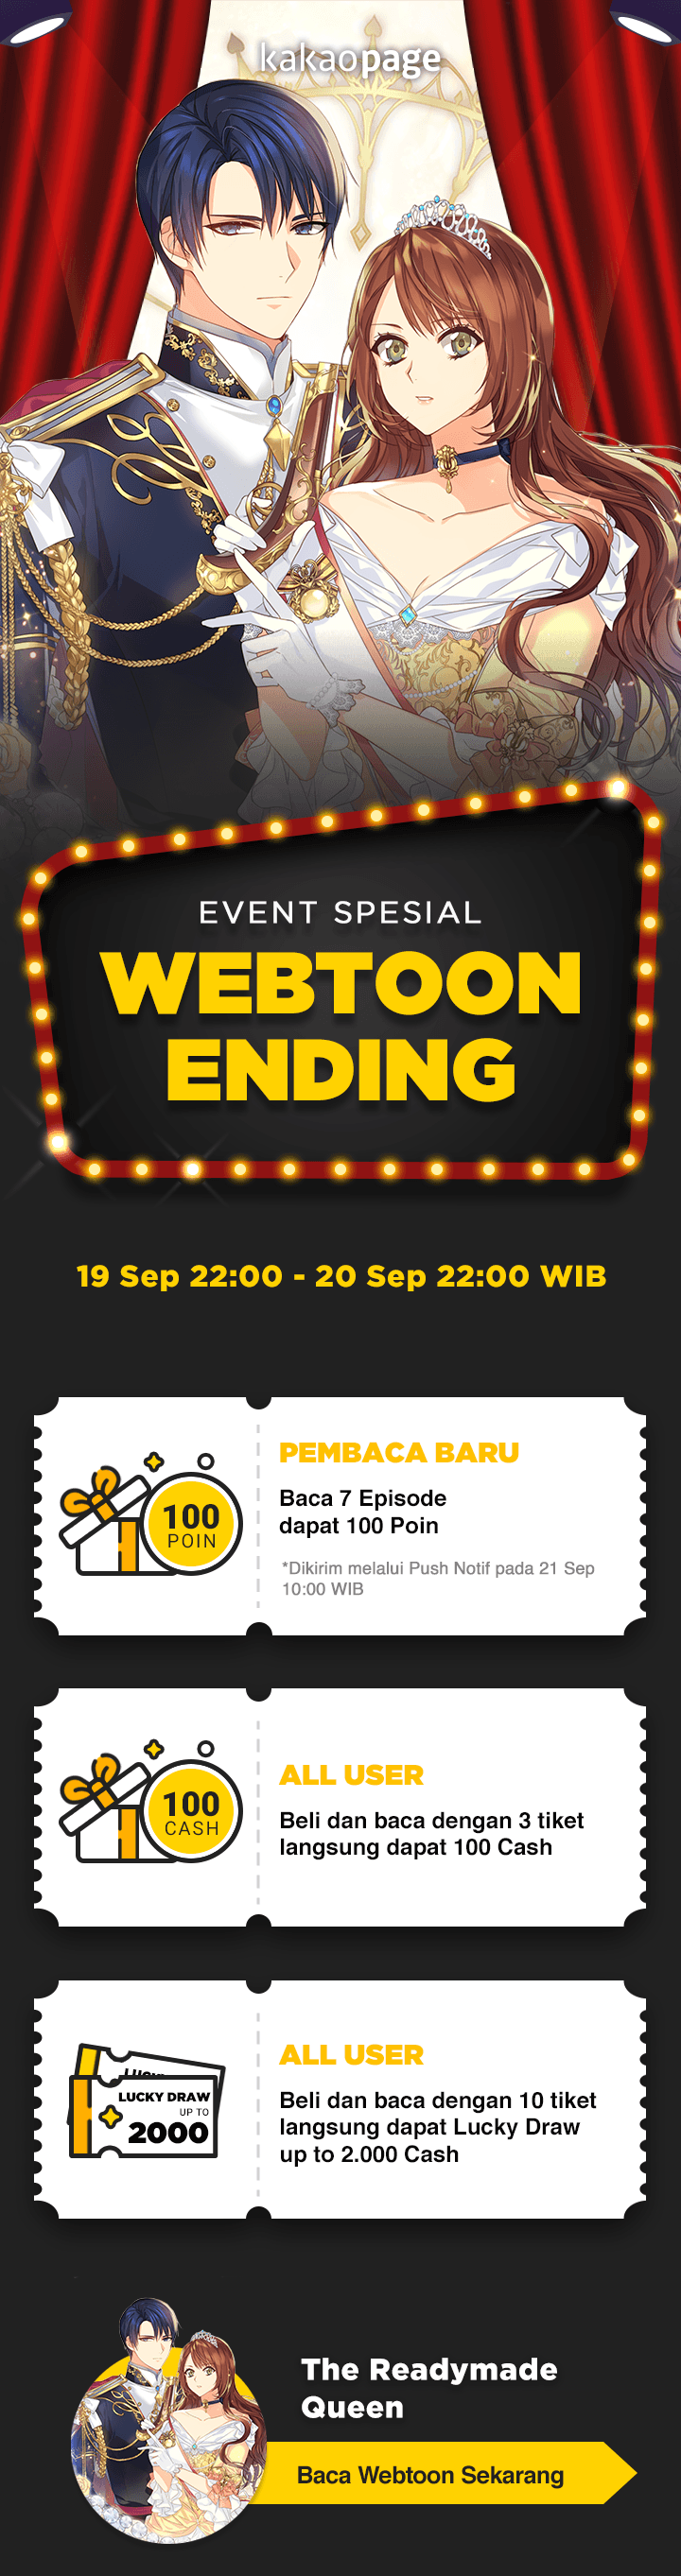 kakaopage
EVENT SPESIAL
WEBTOON
ENDING
19 Sep 22:00 - 20 Sep 22:00 WIB
100
POIN
PEMBACA BARU
Baca 7 Episode
dapat 100 Poin
*Dikirim melalui Push Notif pada 21 Sep
10:00 WIB
100
CASH
ALL USER
Beli dan baca dengan 3 tiket
langsung dapat 100 Cash
LUCKY DRAW
UP TO
2000
ALL USER
Beli dan baca dengan 10 tiket
langsung dapat Lucky Draw
up to 2.000 Cash
The Readymade
Queen
Baca Webtoon Sekarang